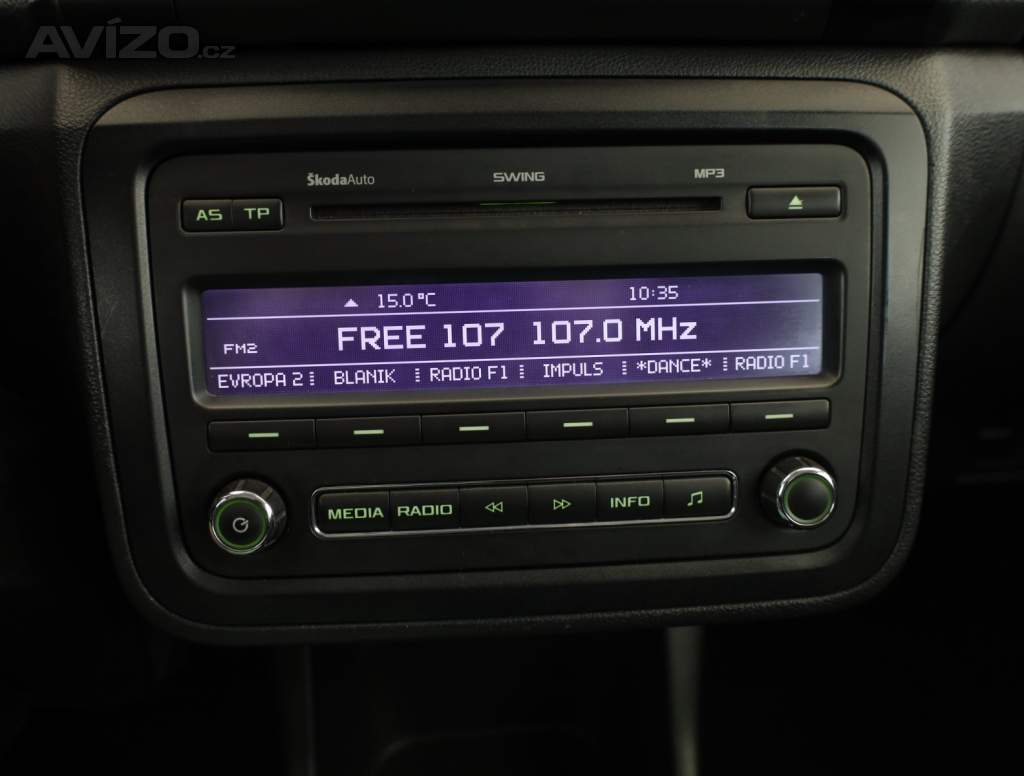 AVÍZO.cz
ŠkodaAuto SWING MP3
AS TP
15.0°C 10:35
FM2 FREE 107 107.0 MHz
EVROPA 2 BLANIK RADIO F1 IMPULS *DANCE* RADIO F1
MEDIA RADIO INFO